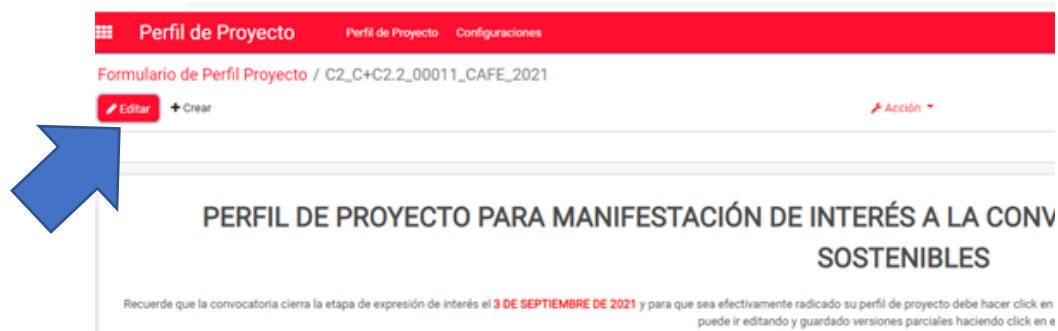 Perfil de Proyecto Perfil de Proyecto Configuraciones
Formulario de Perfil Proyecto / C2_C+C2.2_00011_CAFE_2021
Editar + Crear Acción
PERFIL DE PROYECTO PARA MANIFESTACIÓN DE INTERÉS A LA CONV
SOSTENIBLES
Recuerde que la convocatoria cierra la etapa de expresión de interés el 3 DE SEPTIEMBRE DE 2021 y para que sea efectivamente radicado su perfil de proyecto debe hacer click en
puede ir editando y guardado versiones parciales haciendo click en e